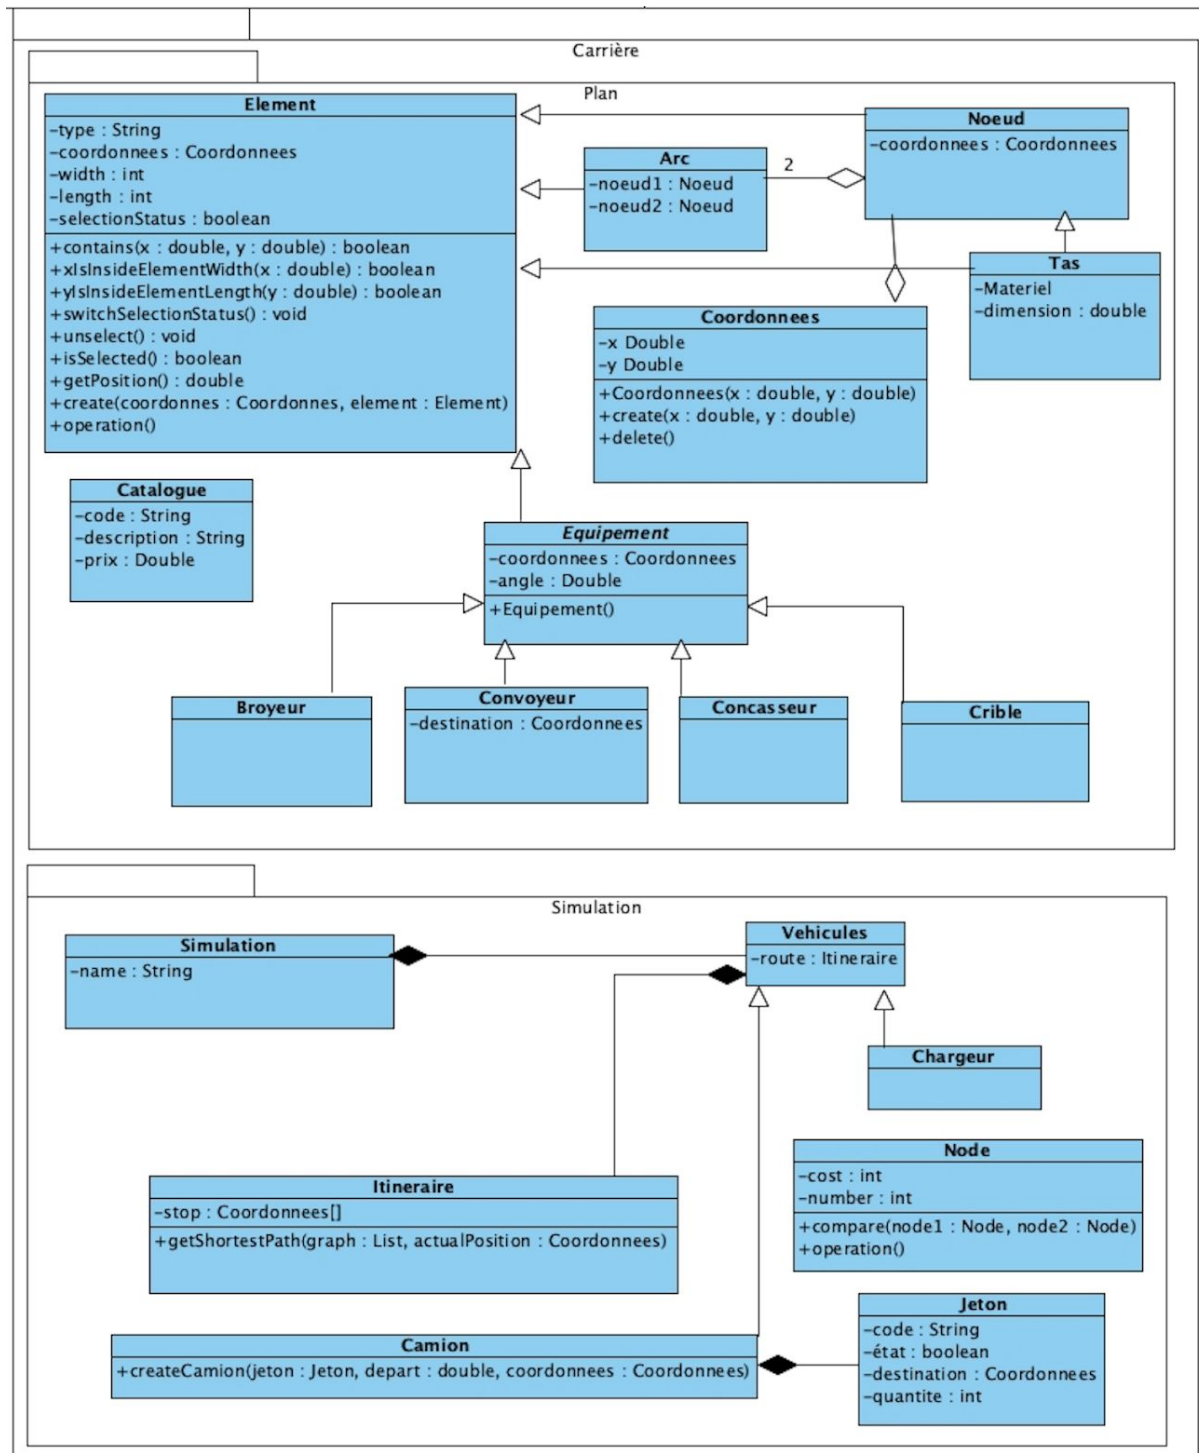 Carrière
Plan
Element
-type : String
-coordonnees : Coordonnees
-width : int
-length : int
-selectionStatus : boolean
+contains(x : double, y : double) : boolean
+xIsInsideElementWidth(x : double) : boolean
+yIsInsideElementLength(y : double) : boolean
+switchSelectionStatus() : void
+unselect() : void
+isSelected() : boolean
+getPosition() : double
+create(coordonnes : Coordonnes, element : Element)
+operation()
Arc
-noeud1 : Noeud
-noeud2 : Noeud
2
Noeud
-coordonnees : Coordonnees
Tas
-Materiel
-dimension : double
Coordonnees
-x Double
-y Double
+Coordonnees(x : double, y : double)
+create(x : double, y : double)
+delete()
Catalogue
-code : String
-description : String
-prix : Double
Equipement
-coordonnees : Coordonnees
-angle : Double
+Equipement()
Broyeur
Convoyeur
-destination : Coordonnees
Concasseur
Crible
Simulation
Simulation
-name : String
Vehicules
-route : Itineraire
Chargeur
Node
-cost : int
-number : int
+compare(node1 : Node, node2 : Node)
+operation()
Itineraire
-stop : Coordonnees[]
+getShortestPath(graph : List, actualPosition : Coordonnees)
Jeton
-code : String
-état : boolean
-destination : Coordonnees
-quantite : int
Camion
+createCamion(jeton : Jeton, depart : double, coordonnees : Coordonnees)